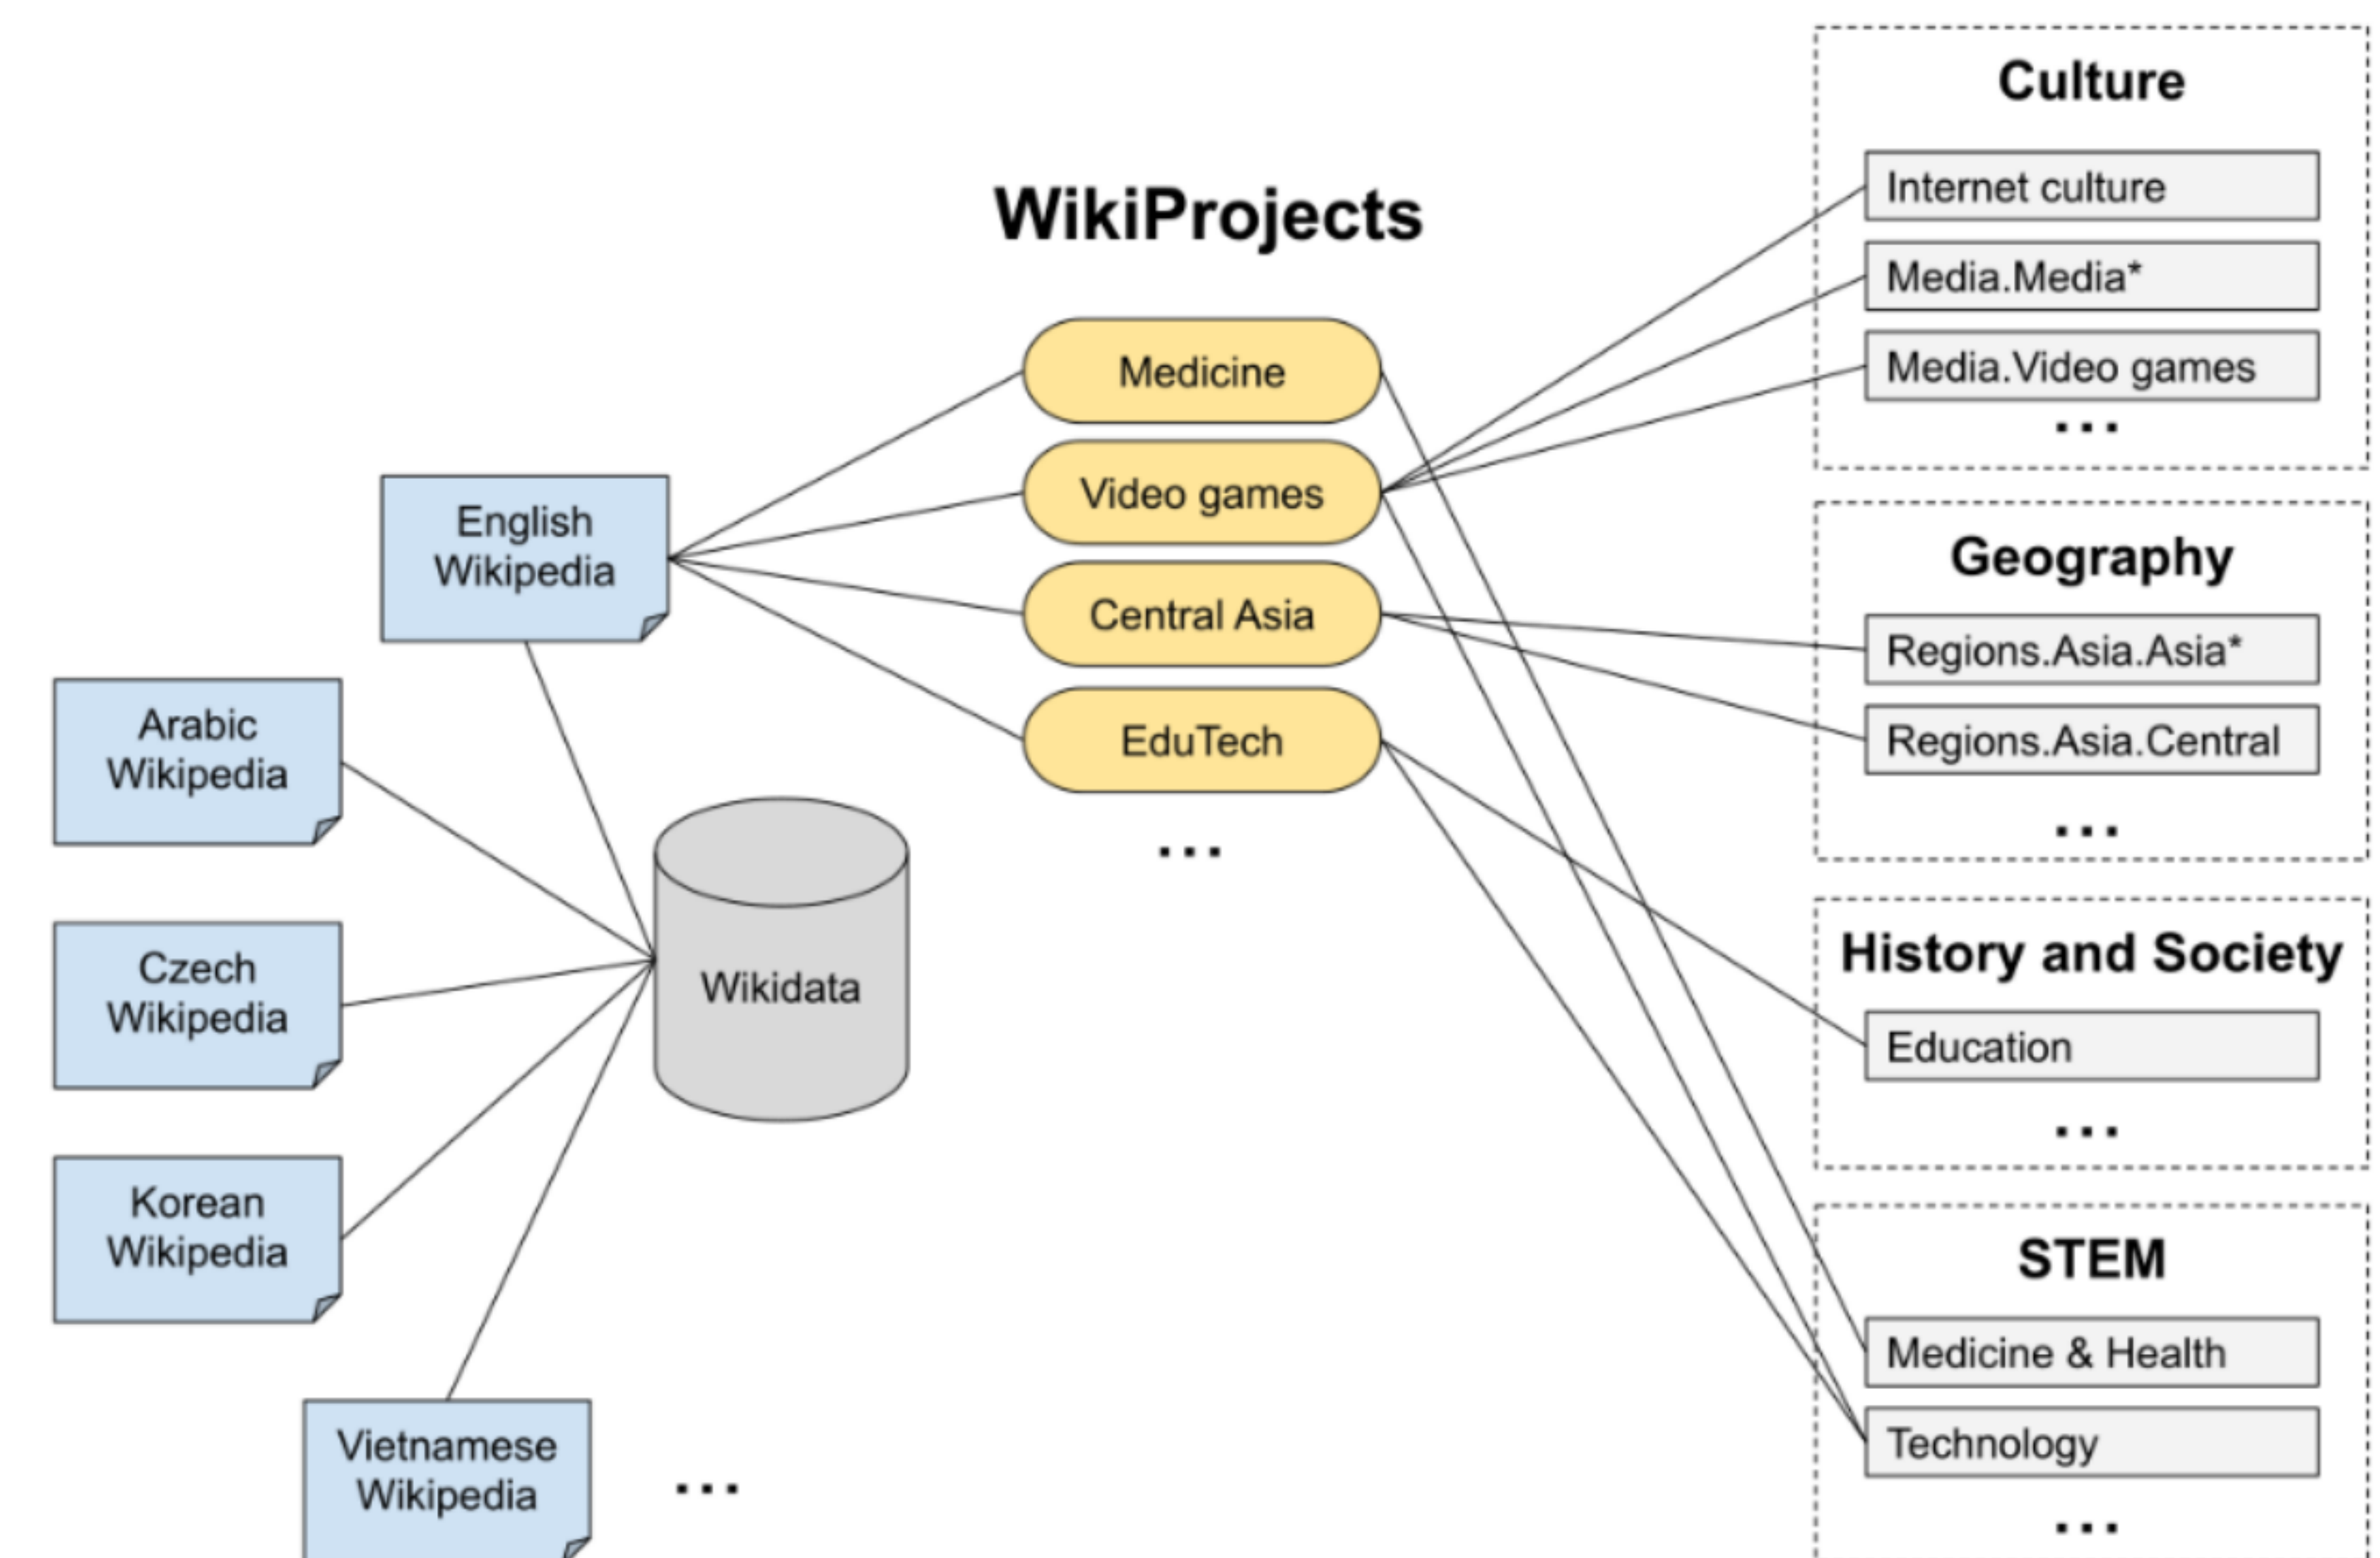 WikiProjects
English
Wikipedia
Arabic
Wikipedia
Czech
Wikipedia
Korean
Wikipedia
Vietnamese
Wikipedia
...
Wikidata
Medicine
Video games
Central Asia
EduTech
...
Culture
Internet culture
Media.Media*
Media.Video games
...
Geography
Regions.Asia.Asia*
Regions.Asia.Central
...
History and Society
Education
...
STEM
Medicine & Health
Technology
...